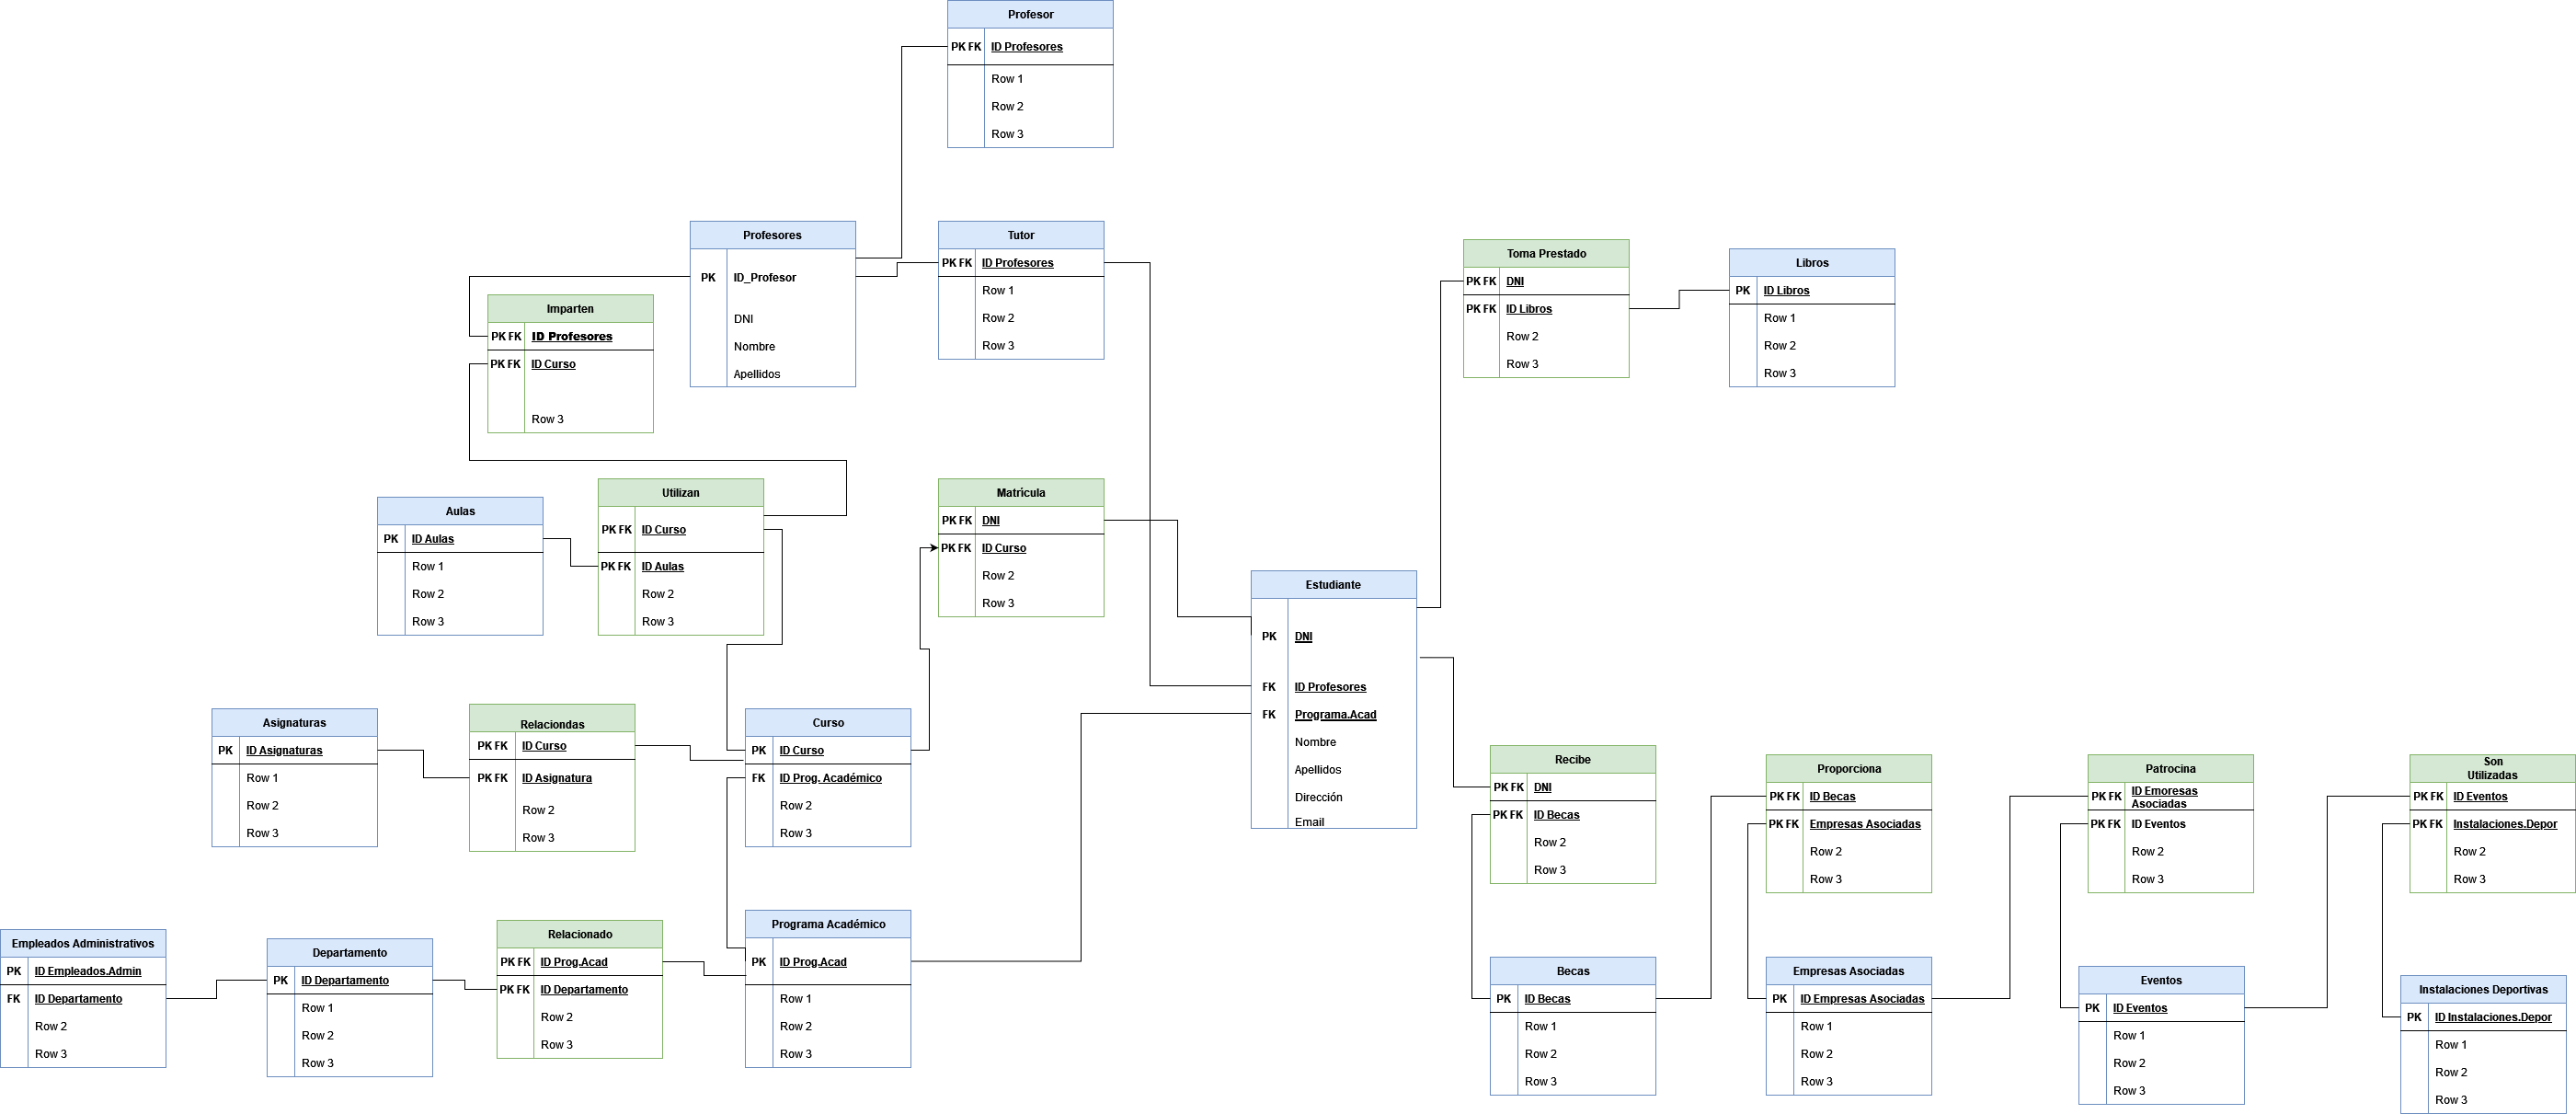 Profesor
PK FK ID Profesores
Row 1
Row 2
Row 3
Profesores
PK ID_Profesor
DNI
Nombre
Apellidos
Tutor
PK FK ID Profesores
Row 1
Row 2
Row 3
Toma Prestado
PK FK DNI
PK FK ID Libros
Row 2
Row 3
Libros
PK ID Libros
Row 1
Row 2
Row 3
Imparten
PK FK ID Profesores
PK FK ID Curso
Row 3
Aulas
PK ID Aulas
Row 1
Row 2
Row 3
Utilizan
PK FK ID Curso
PK FK ID Aulas
Row 2
Row 3
Matrícula
PK FK DNI
PK FK ID Curso
Row 2
Row 3
Estudiante
PK DNI
FK ID Profesores
FK Programa.Acad
Nombre
Apellidos
Dirección
Email
Asignaturas
PK ID Asignaturas
Row 1
Row 2
Row 3
Relaciondas
PK FK ID Curso
PK FK ID Asignatura
Row 2
Row 3
Curso
PK ID Curso
FK ID Prog. Académico
Row 2
Row 3
Recibe
PK FK DNI
PK FK ID Becas
Row 2
Row 3
Proporciona
PK FK ID Becas
PK FK Empresas Asociadas
Row 2
Row 3
Patrocina
PK FK ID Emoresas
Asociadas
PK FK ID Eventos
Row 2
Row 3
Son
Utilizadas
PK FK ID Eventos
PK FK Instalaciones.Depor
Row 2
Row 3
Empleados Administrativos
PK ID Empleados.Admin
FK ID Departamento
Row 2
Row 3
Departamento
PK ID Departamento
Row 1
Row 2
Row 3
Relacionado
PK FK ID Prog.Acad
PK FK ID Departamento
Row 2
Row 3
Programa Académico
PK ID Prog.Acad
Row 1
Row 2
Row 3
Becas
PK ID Becas
Row 1
Row 2
Row 3
Empresas Asociadas
PK ID Empresas Asociadas
Row 1
Row 2
Row 3
Eventos
PK ID Eventos
Row 1
Row 2
Row 3
Instalaciones Deportivas
PK ID Instalaciones.Depor
Row 1
Row 2
Row 3